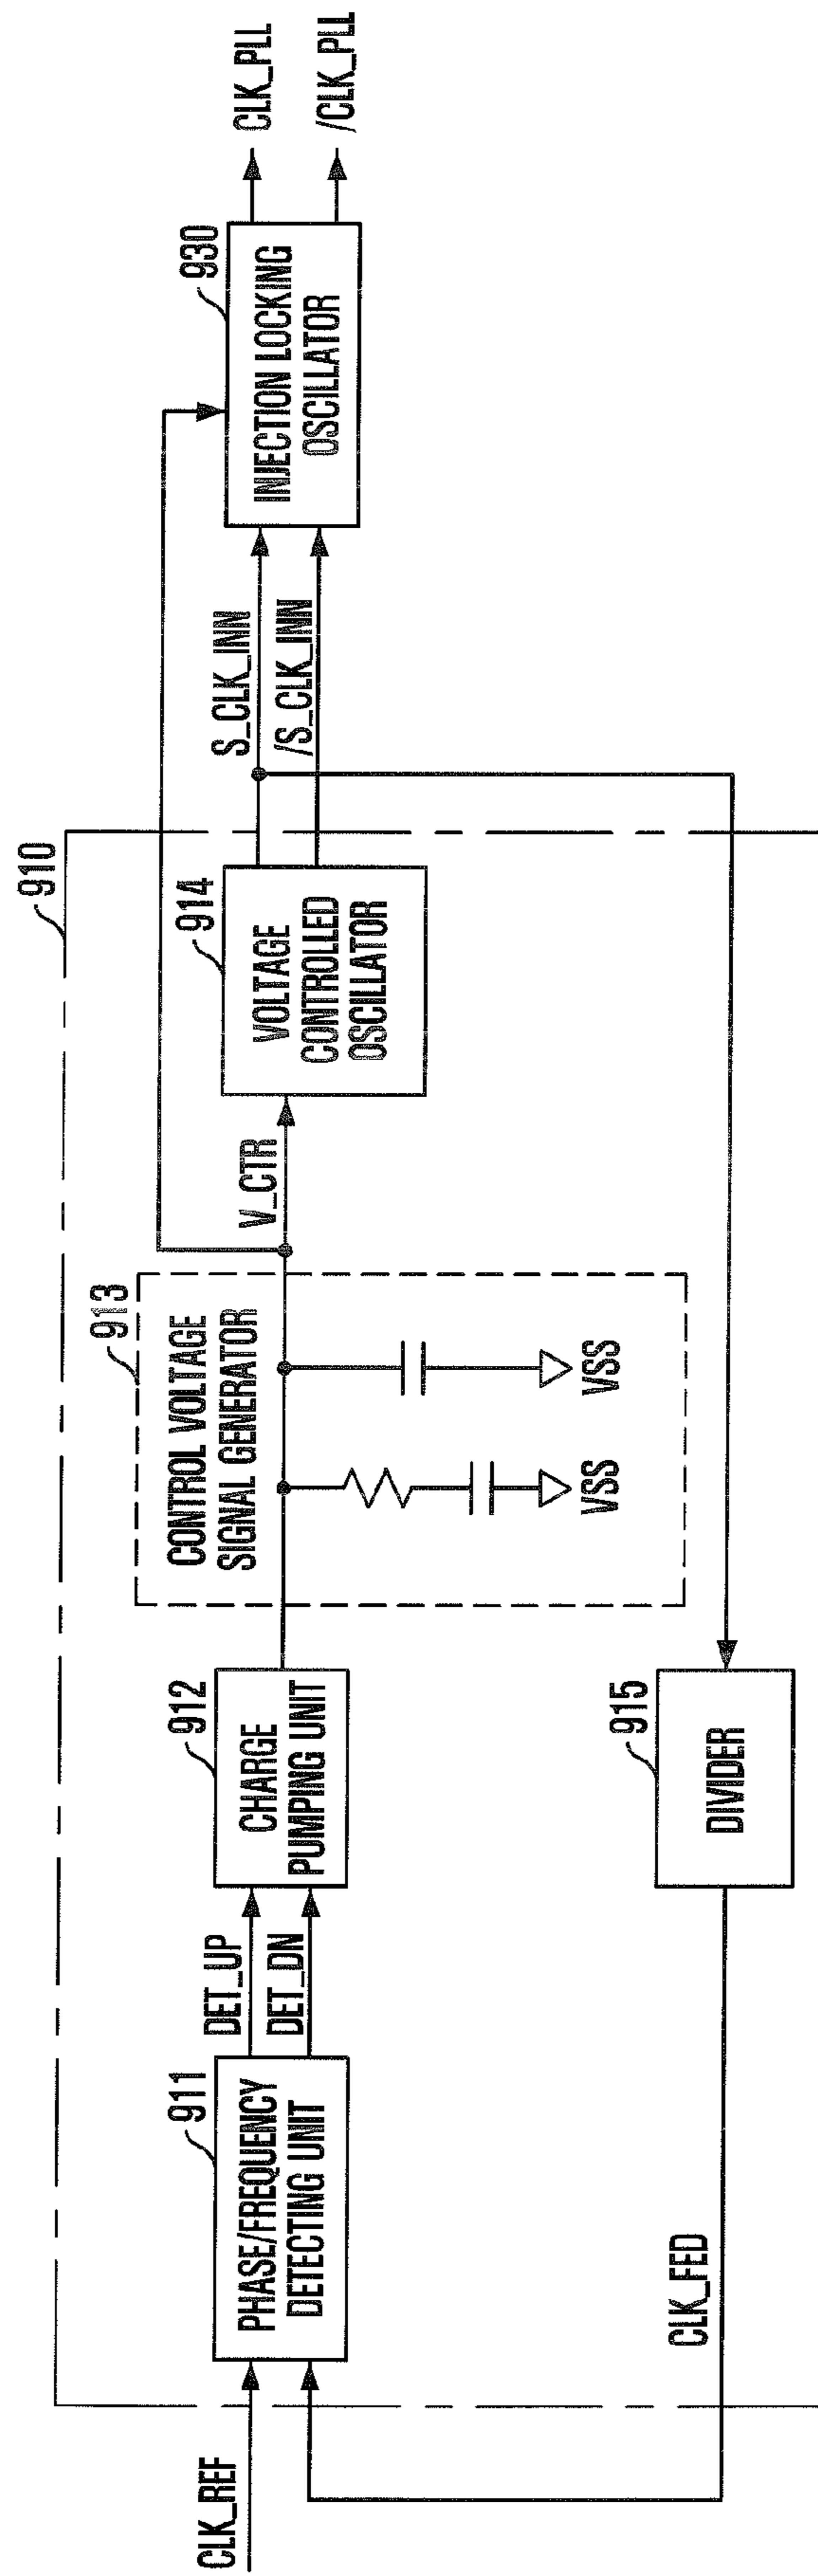 910
CLK_REF
911
PHASE/FREQUENCY
DETECTING UNIT
DET_UP
DET_DN
912
CHARGE
PUMPING UNIT
913
CONTROL VOLTAGE
SIGNAL GENERATOR
VSS
VSS
V_CTR
914
VOLTAGE
CONTROLLED
OSCILLATOR
S_CLK_INN
/S_CLK_INN
930
INJECTION LOCKING
OSCILLATOR
CLK_PLL
/CLK_PLL
915
DIVIDER
CLK_FED